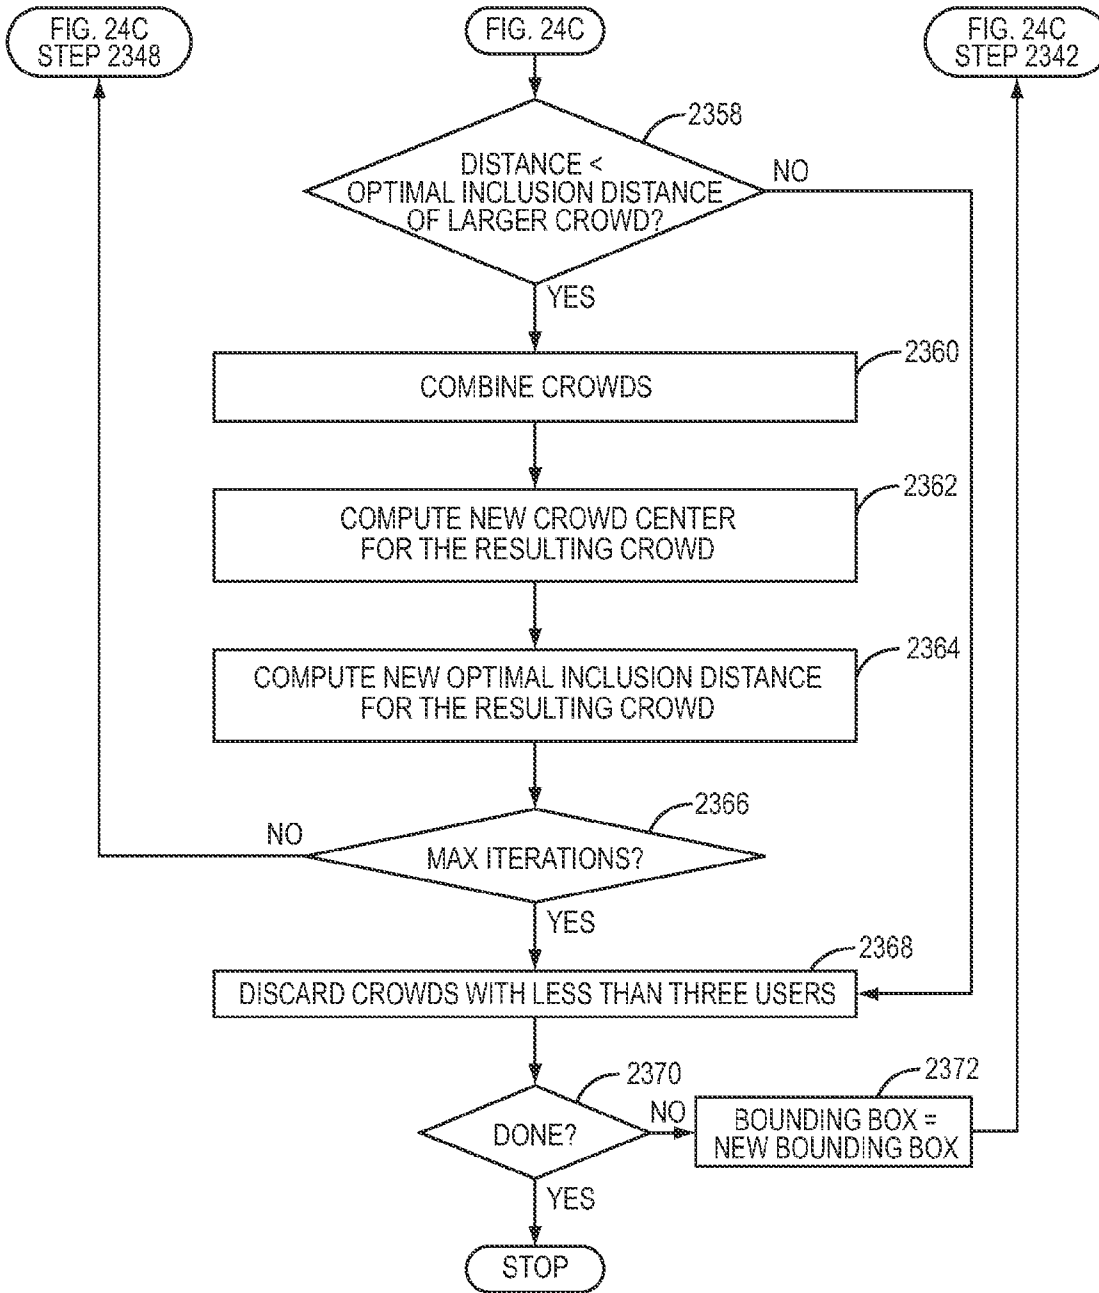 FIG. 24C
STEP 2348
FIG. 24C
FIG. 24C
STEP 2342
2358
DISTANCE <
OPTIMAL INCLUSION DISTANCE
OF LARGER CROWD?
NO
YES
2360
COMBINE CROWDS
2362
COMPUTE NEW CROWD CENTER
FOR THE RESULTING CROWD
2364
COMPUTE NEW OPTIMAL INCLUSION DISTANCE
FOR THE RESULTING CROWD
2366
NO
MAX ITERATIONS?
YES
2368
DISCARD CROWDS WITH LESS THAN THREE USERS
2370
2372
DONE?
NO
BOUNDING BOX =
NEW BOUNDING BOX
YES
STOP